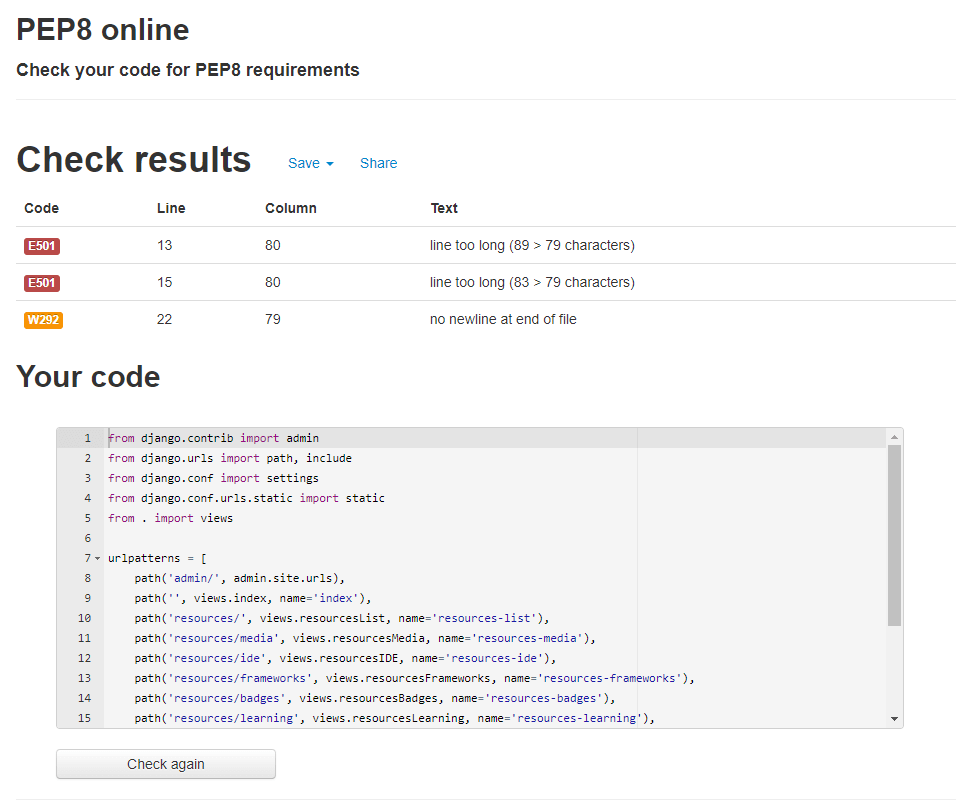 PEP8 online
Check your code for PEP8 requirements
Check results Save Share
Code Line Column Text
E501 13 80 line too long (89 > 79 characters)
E501 15 80 line too long (83 > 79 characters)
W292 22 79 no newline at end of file
Your code
1 from django.contrib import admin
2 from django.urls import path, include
3 from django.conf import settings
4 from django.conf.urls.static import static
5 from . import views
6
7 urlpatterns = [
8 path('admin/', admin.site.urls),
9 path('', views.index, name='index'),
10 path('resources/', views.resourcesList, name='resources-list'),
11 path('resources/media', views.resourcesMedia, name='resources-media'),
12 path('resources/ide', views.resourcesIDE, name='resources-ide'),
13 path('resources/frameworks', views.resourcesFrameworks, name='resources-frameworks'),
14 path('resources/badges', views.resourcesBadges, name='resources-badges'),
15 path('resources/learning', views.resourcesLearning, name='resources-learning'),
Check again